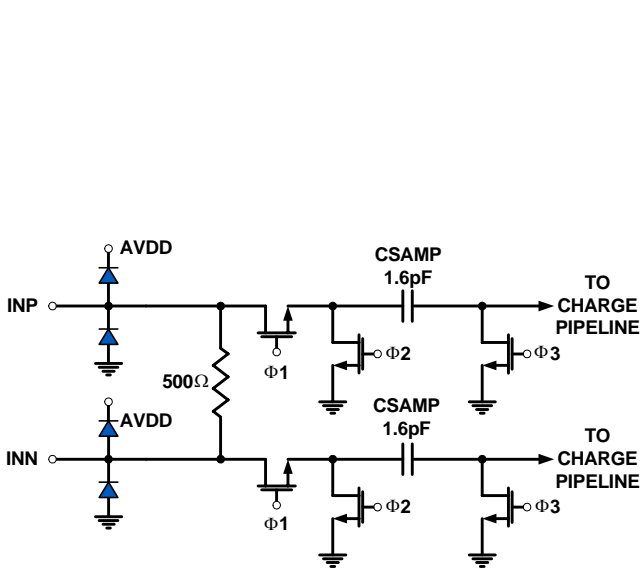 AVDD
CSAMP
1.6pF
TO
CHARGE
PIPELINE
INP
Φ1
Φ2
Φ3
500Ω
AVDD
CSAMP
1.6pF
TO
CHARGE
PIPELINE
INN
Φ1
Φ2
Φ3